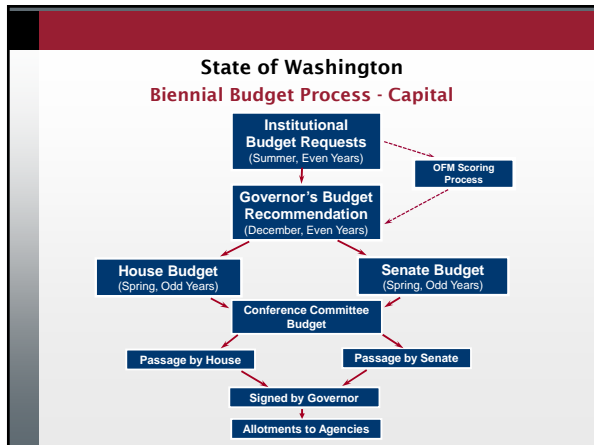 State of Washington
Biennial Budget Process - Capital
Institutional
Budget Requests
(Summer, Even Years)
OFM Scoring
Process
Governor's Budget
Recommendation
(December, Even Years)
House Budget
(Spring, Odd Years)
Senate Budget
(Spring, Odd Years)
Conference Committee
Budget
Passage by House
Passage by Senate
Signed by Governor
Allotments to Agencies